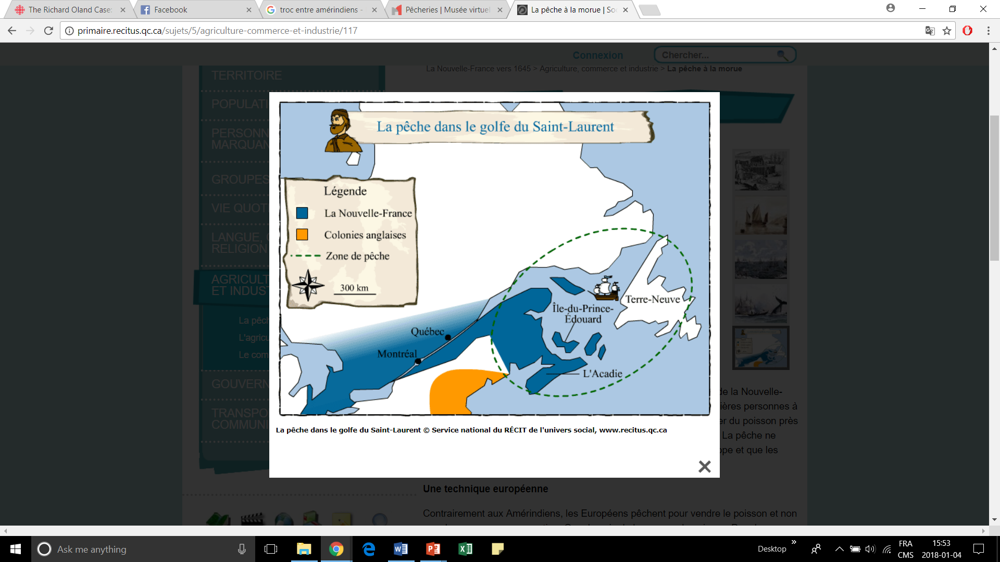 The Richard Oland Case:
Facebook
troc entre amérindiens -
Pêcheries | Musée virtuel
La pêche à la morue | So
primaire.recitus.qc.ca/sujets/5/agriculture-commerce-et-industrie/117
Connexion
Chercher...
La Nouvelle-France vers 1645 > Agriculture, commerce et industrie > La pêche à la morue
TERRITOIRE
POPULATI
PERSONN
MARQUAN
GROUPES
VIE QUOT
LANGUE,
RELIGION
AGRICULT
ET INDUST
La pêch
L'agricu
Le com
GOUVERN
TRANSPO
COMMUNI
La pêche dans le golfe du Saint-Laurent
Légende
La Nouvelle-France
Colonies anglaises
Zone de pêche
300 km
Terre-Neuve
Île-du-Prince-
Édouard
Québec
Montréal
L'Acadie
La pêche dans le golfe du Saint-Laurent © Service national du RÉCIT de l'univers social, www.recitus.qc.ca
de la Nouvelle-
ières personnes à
er du poisson près
La pêche ne
ope et que les
Une technique européenne
Contrairement aux Amérindiens, les Européens pêchent pour vendre le poisson et non
Ask me anything
Desktop
FRA
CMS
15:53
2018-01-04